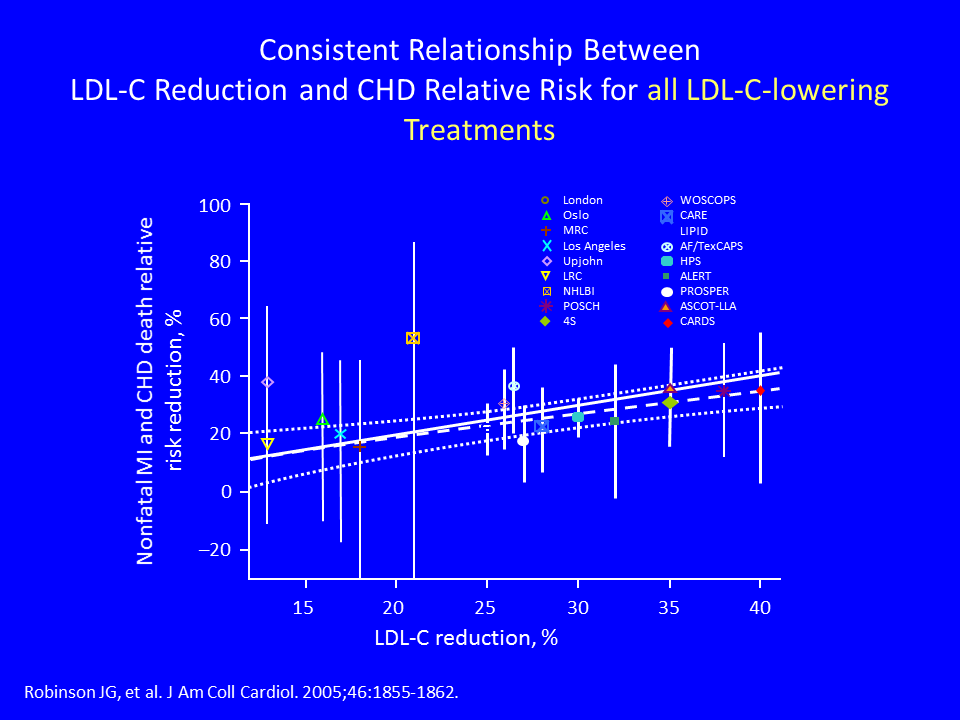 Consistent Relationship Between
LDL-C Reduction and CHD Relative Risk for all LDL-C-lowering
Treatments
Nonfatal MI and CHD death relative
risk reduction, %
100
80
60
40
20
0
–20
London
Oslo
MRC
Los Angeles
Upjohn
LRC
NHLBI
POSCH
4S
WOSCOPS
CARE
LIPID
AF/TexCAPS
HPS
ALERT
PROSPER
ASCOT-LLA
CARDS
15 20 25 30 35 40
LDL-C reduction, %
Robinson JG, et al. J Am Coll Cardiol. 2005;46:1855-1862.